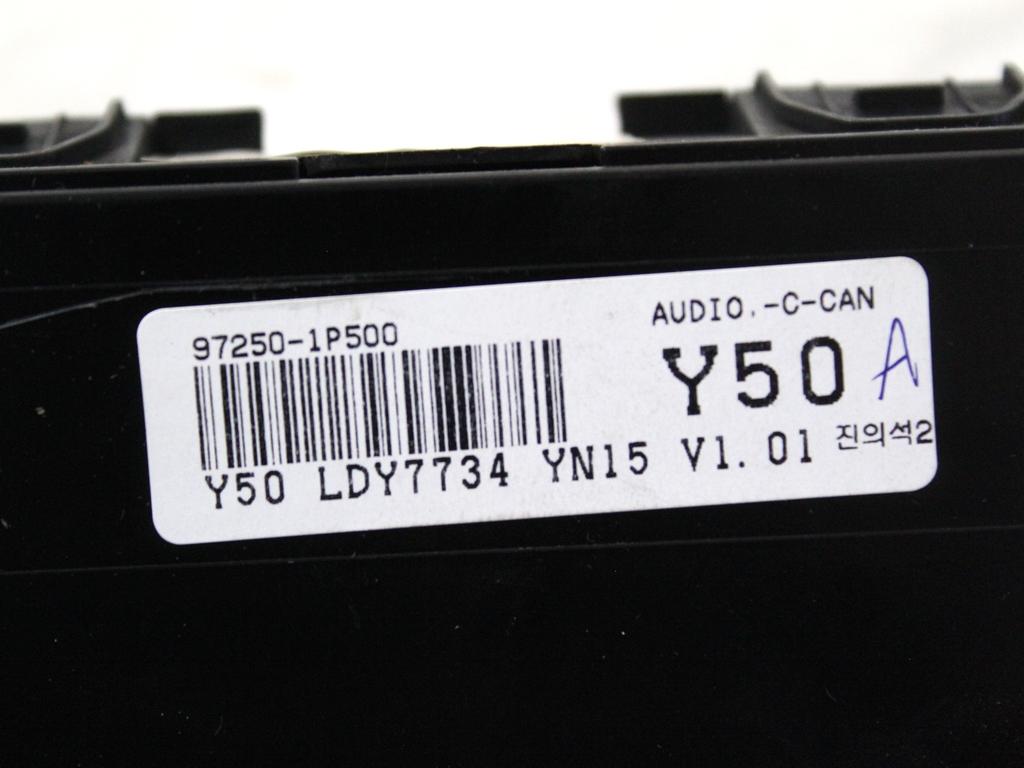 97250-1P500
AUDIO.-C-CAN
Y50 A
Y50 LDY7734 YN15 V1.01 진의석2